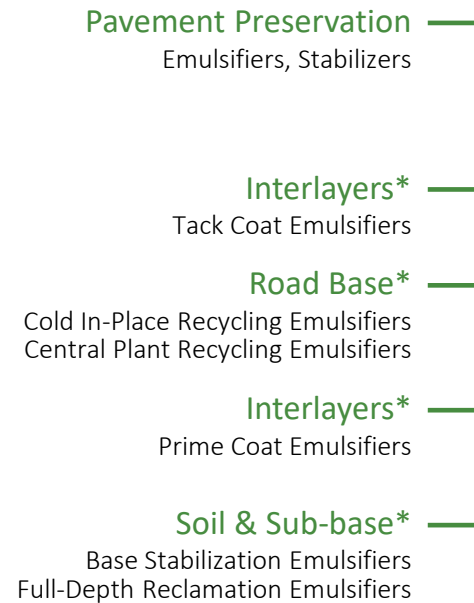 Pavement Preservation
Emulsifiers, Stabilizers
Interlayers*
Tack Coat Emulsifiers
Road Base*
Cold In-Place Recycling Emulsifiers
Central Plant Recycling Emulsifiers
Interlayers*
Prime Coat Emulsifiers
Soil & Sub-base*
Base Stabilization Emulsifiers
Full-Depth Reclamation Emulsifiers